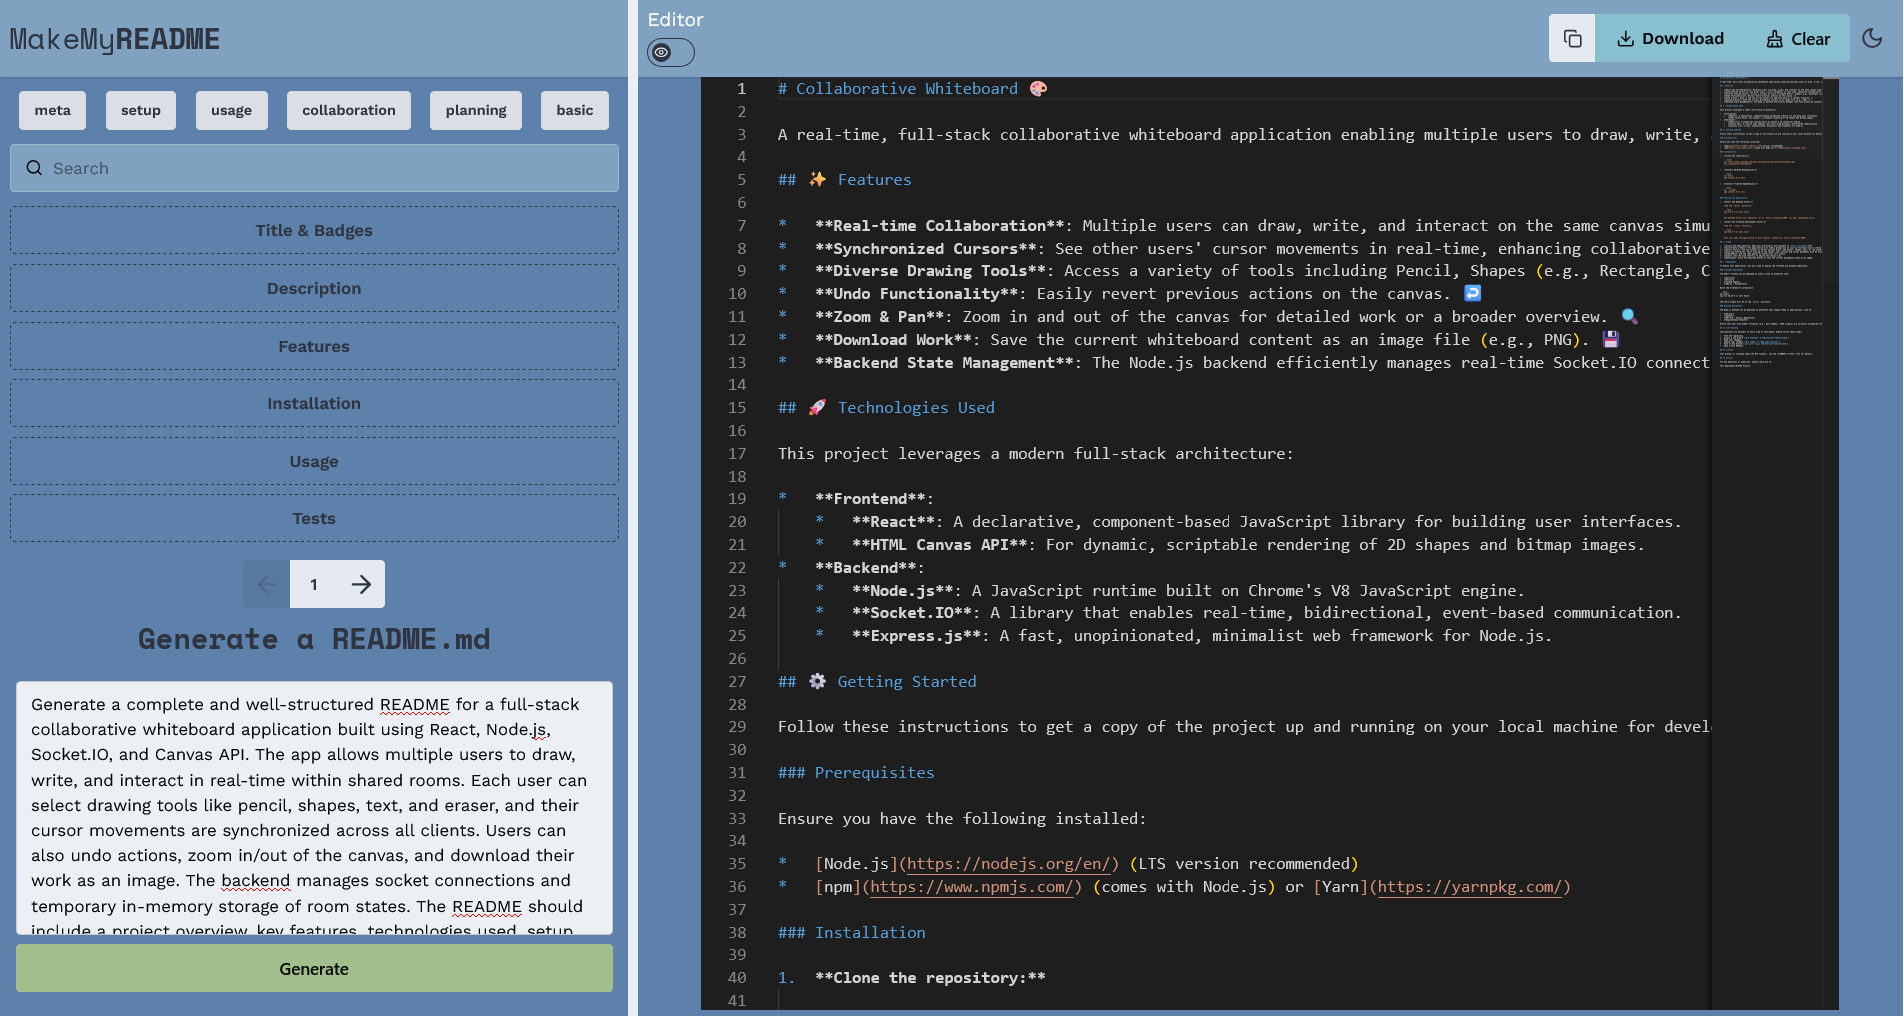 MakeMyREADME
meta
setup
usage
collaboration
planning
basic
Search
Title & Badges
Description
Features
Installation
Usage
Tests
1
Generate a README.md
Generate a complete and well-structured README for a full-stack
collaborative whiteboard application built using React, Node.js,
Socket.IO, and Canvas API. The app allows multiple users to draw,
write, and interact in real-time within shared rooms. Each user can
select drawing tools like pencil, shapes, text, and eraser, and their
cursor movements are synchronized across all clients. Users can
also undo actions, zoom in/out of the canvas, and download their
work as an image. The backend manages socket connections and
temporary in-memory storage of room states. The README should
include a project overview, key features, technologies used, setup
Generate
Editor
Download
Clear
1 # Collaborative Whiteboard 🎨
2
3 A real-time, full-stack collaborative whiteboard application enabling multiple users to draw, write,
4
5 ## ✨ Features
6
7 *   **Real-time Collaboration**: Multiple users can draw, write, and interact on the same canvas simu
8 *   **Synchronized Cursors**: See other users' cursor movements in real-time, enhancing collaborative
9 *   **Diverse Drawing Tools**: Access a variety of tools including Pencil, Shapes (e.g., Rectangle, C
10 *   **Undo Functionality**: Easily revert previous actions on the canvas. ↩️
11 *   **Zoom & Pan**: Zoom in and out of the canvas for detailed work or a broader overview. 🔍
12 *   **Download Work**: Save the current whiteboard content as an image file (e.g., PNG). 💾
13 *   **Backend State Management**: The Node.js backend efficiently manages real-time Socket.IO connect
14
15 ## 🚀 Technologies Used
16
17 This project leverages a modern full-stack architecture:
18
19 *   **Frontend**:
20     *   **React**: A declarative, component-based JavaScript library for building user interfaces.
21     *   **HTML Canvas API**: For dynamic, scriptable rendering of 2D shapes and bitmap images.
22 *   **Backend**:
23     *   **Node.js**: A JavaScript runtime built on Chrome's V8 JavaScript engine.
24     *   **Socket.IO**: A library that enables real-time, bidirectional, event-based communication.
25     *   **Express.js**: A fast, unopinionated, minimalist web framework for Node.js.
26
27 ## ⚙️ Getting Started
28
29 Follow these instructions to get a copy of the project up and running on your local machine for devel
30
31 ### Prerequisites
32
33 Ensure you have the following installed:
34
35 *   [Node.js](https://nodejs.org/en/) (LTS version recommended)
36 *   [npm](https://www.npmjs.com/) (comes with Node.js) or [Yarn](https://yarnpkg.com/)
37
38 ### Installation
39
40 1.  **Clone the repository:**
41